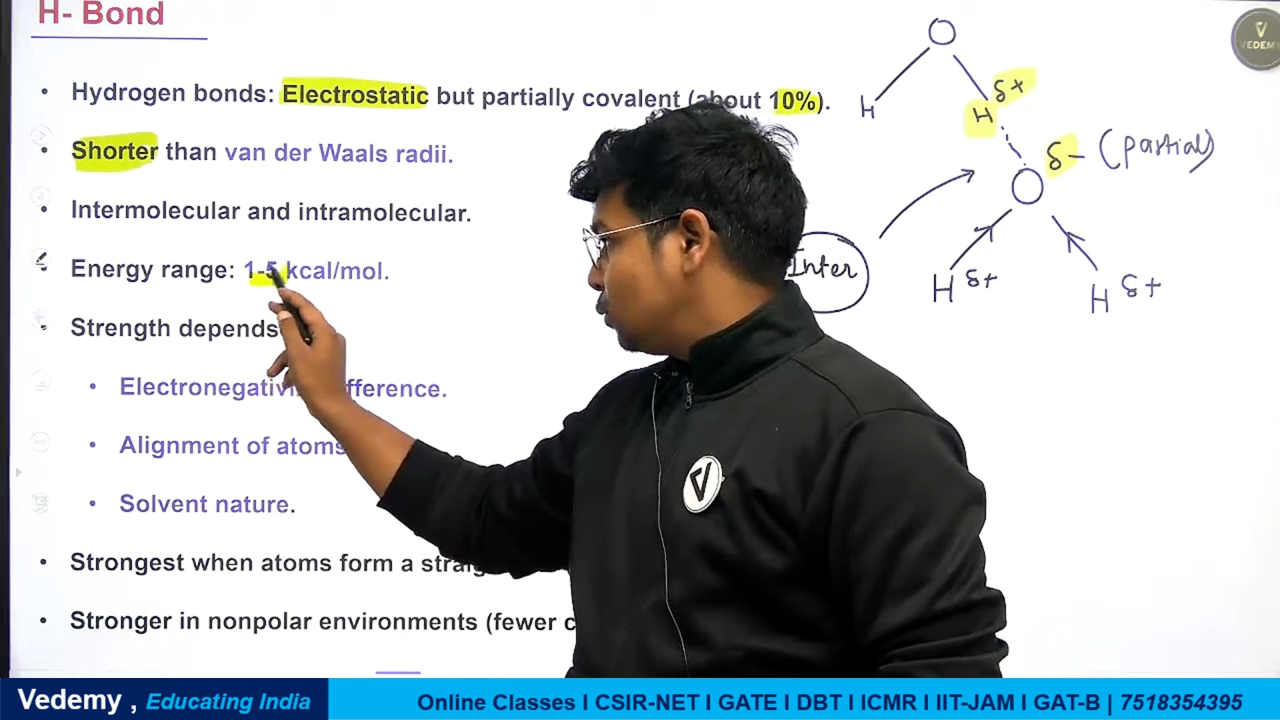 H- Bond
• Hydrogen bonds: Electrostatic but partially covalent (about 10%).
• Shorter than van der Waals radii.
• Intermolecular and intramolecular.
• Energy range: 1-5 kcal/mol.
• Strength depends
• Electronegativi fference.
• Alignment of atoms
• Solvent nature.
• Strongest when atoms form a straig
• Stronger in nonpolar environments (fewer c
O
H
H δ+
δ- (partial)
O
H δ+
H δ+
Inter
V
VEDEMY
Vedemy , Educating India
Online Classes I CSIR-NET I GATE I DBT I ICMR I IIT-JAM I GAT-B | 7518354395